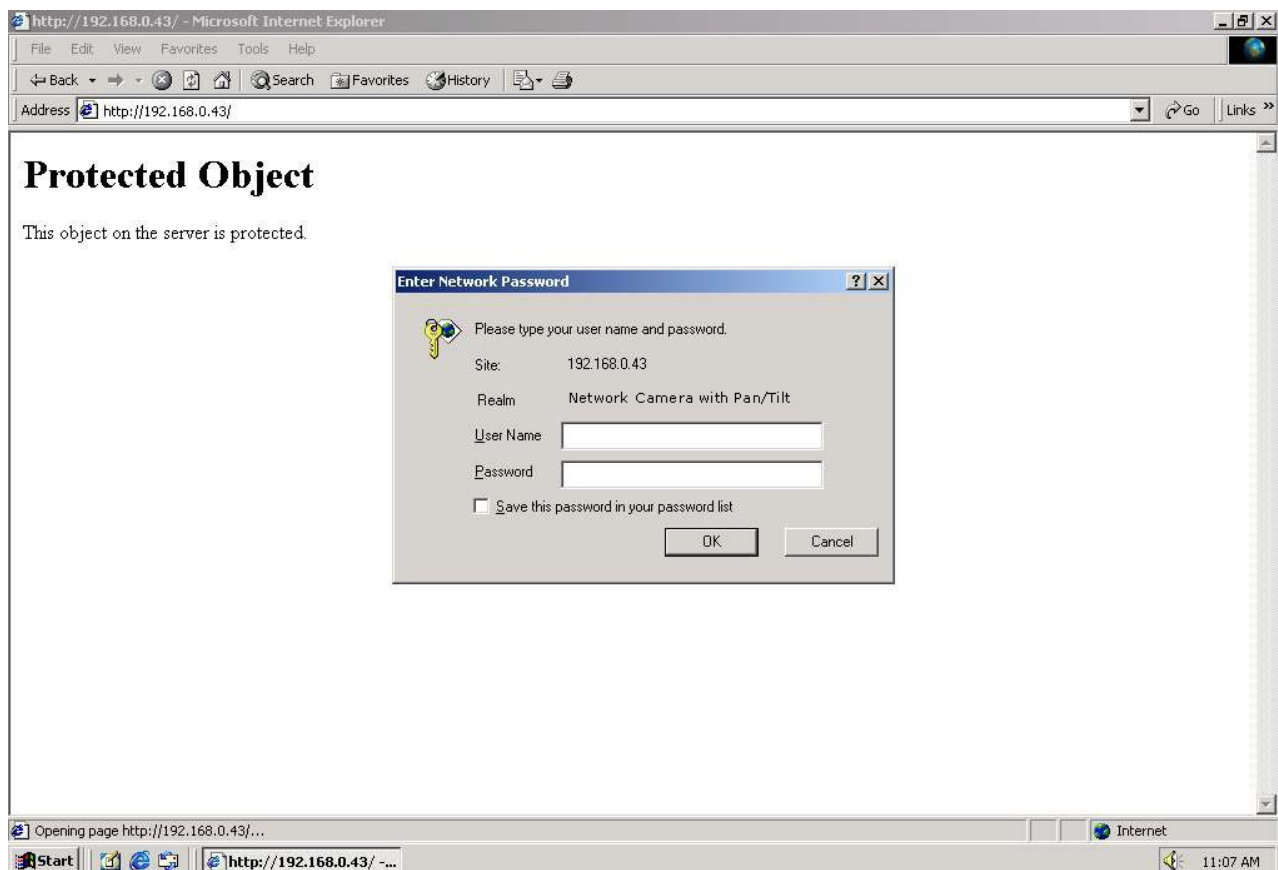 http://192.168.0.43/ - Microsoft Internet Explorer
File Edit View Favorites Tools Help
Back Search Favorites History
Address http://192.168.0.43/ Go Links »
Protected Object
This object on the server is protected.
Enter Network Password
Please type your user name and password.
Site: 192.168.0.43
Realm Network Camera with Pan/Tilt
User Name
Password
Save this password in your password list
OK Cancel
Opening page http://192.168.0.43/... Internet
Start http://192.168.0.43/ -... 11:07 AM